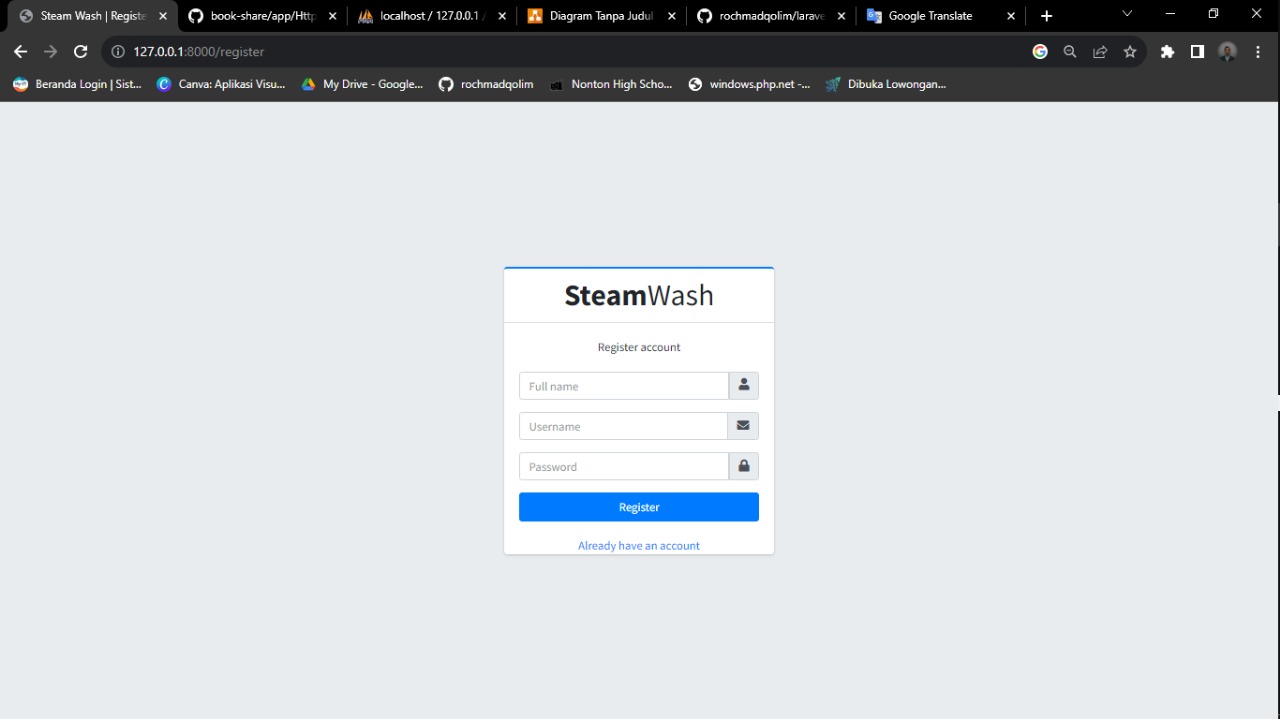 Steam Wash | Registe
book-share/app/Http
localhost / 127.0.0.1 /
Diagram Tanpa Judul
rochmadqolim/larave
Google Translate
127.0.0.1:8000/register
Beranda Login | Sist...
Canva: Aplikasi Visu...
My Drive - Google...
rochmadqolim
Nonton High Scho...
windows.php.net -...
Dibuka Lowongan...
SteamWash
Register account
Full name
Username
Password
Register
Already have an account